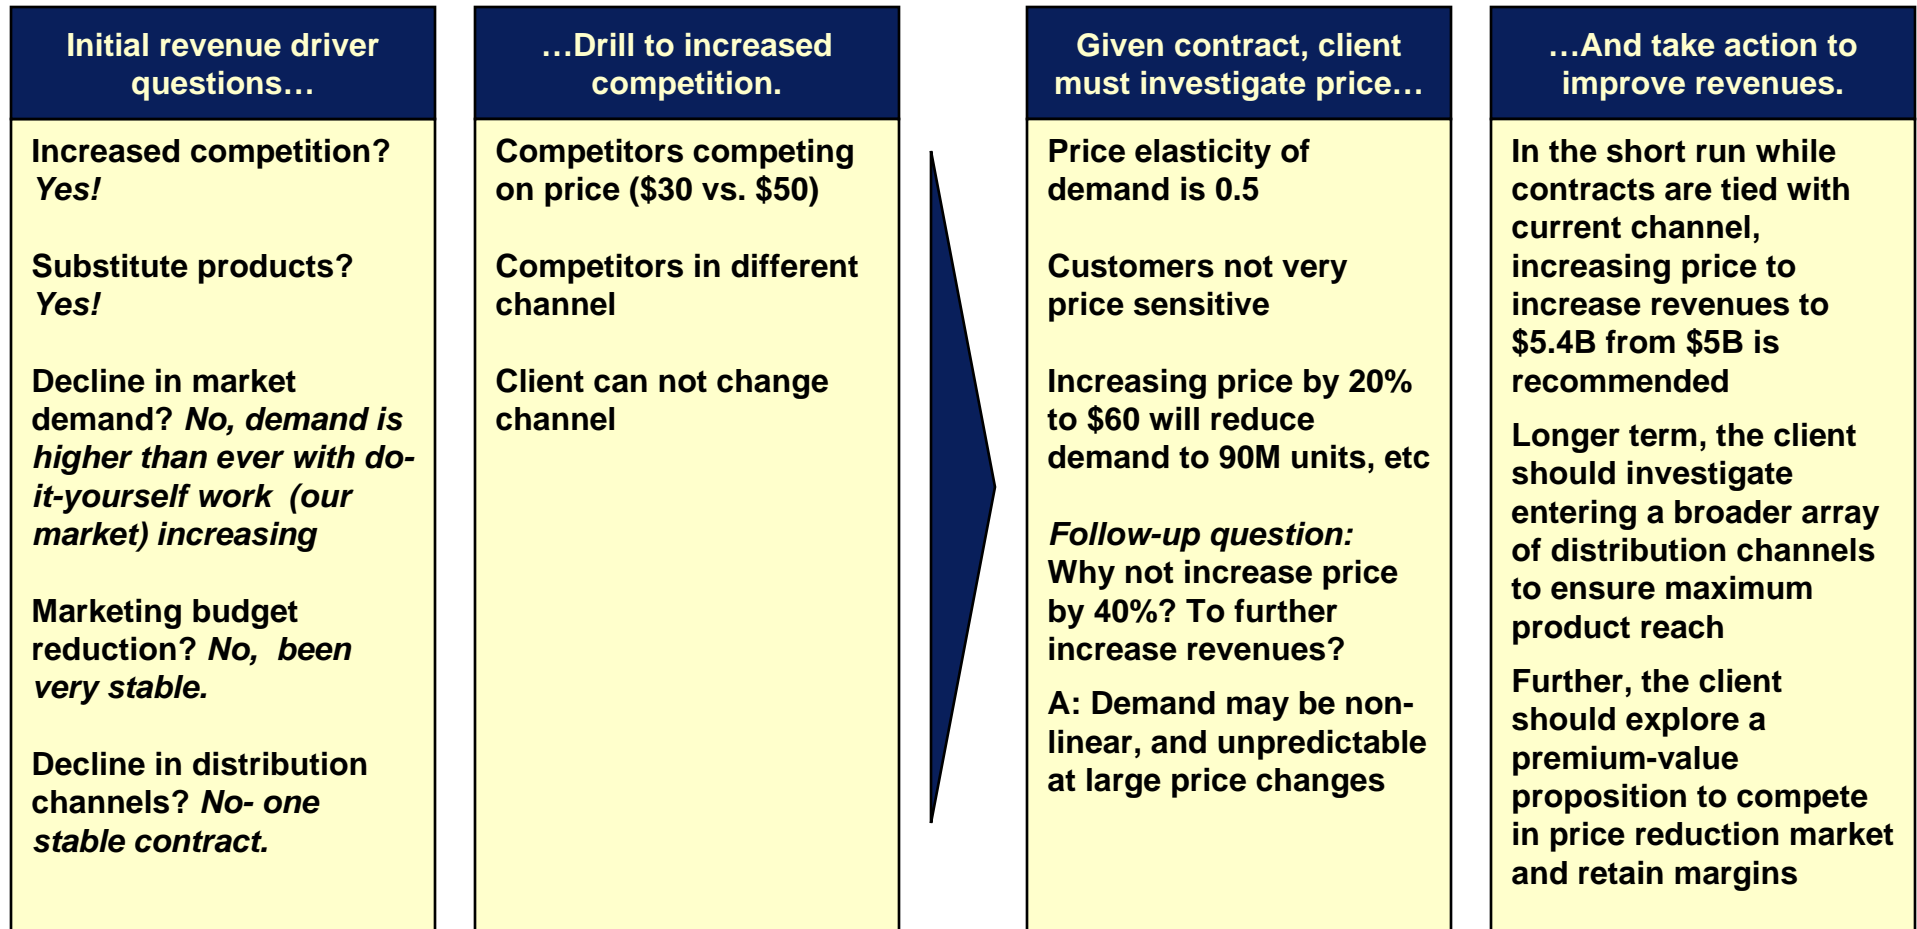 Initial revenue driver
questions…
Increased competition?
Yes!
Substitute products?
Yes!
Decline in market
demand? No, demand is
higher than ever with do-
it-yourself work (our
market) increasing
Marketing budget
reduction? No, been
very stable.
Decline in distribution
channels? No- one
stable contract.
…Drill to increased
competition.
Competitors competing
on price ($30 vs. $50)
Competitors in different
channel
Client can not change
channel
Given contract, client
must investigate price…
Price elasticity of
demand is 0.5
Customers not very
price sensitive
Increasing price by 20%
to $60 will reduce
demand to 90M units, etc
Follow-up question:
Why not increase price
by 40%? To further
increase revenues?
A: Demand may be non-
linear, and unpredictable
at large price changes
…And take action to
improve revenues.
In the short run while
contracts are tied with
current channel,
increasing price to
increase revenues to
$5.4B from $5B is
recommended
Longer term, the client
should investigate
entering a broader array
of distribution channels
to ensure maximum
product reach
Further, the client
should explore a
premium-value
proposition to compete
in price reduction market
and retain margins